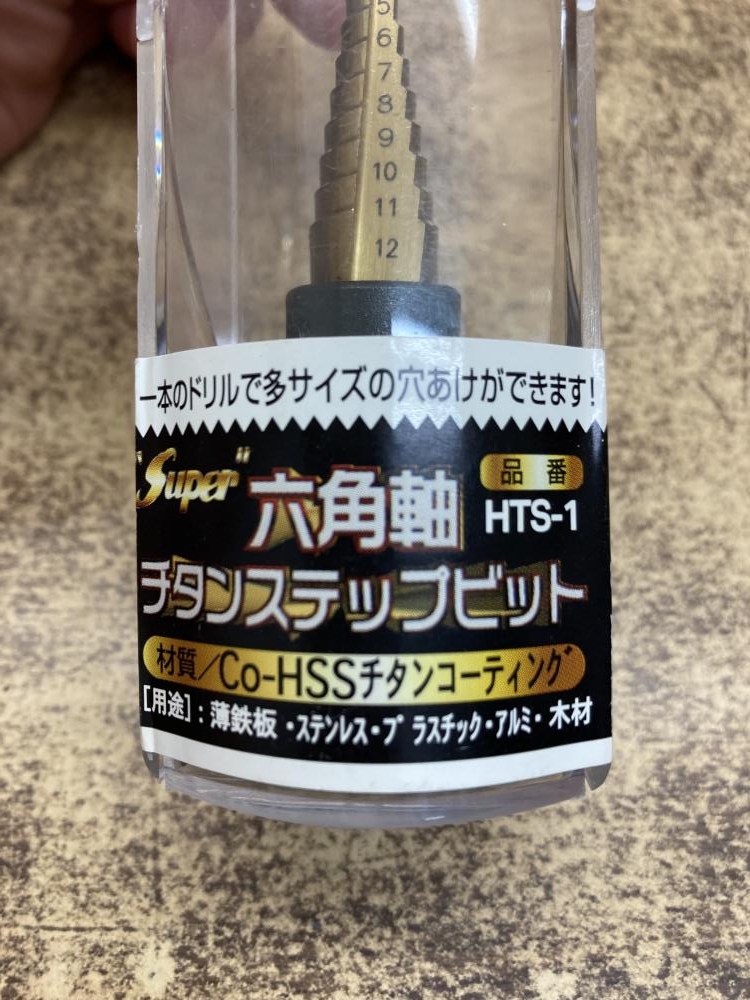 5
6
7
8
9
10
11
12
一本のドリルで多サイズの穴あけができます!
"Super" 六角軸
品番
HTS-1
チタンステップビット
材質/Co-HSSチタンコーティング
[用途]:薄鉄板・ステンレス・プラスチック・アルミ・木材